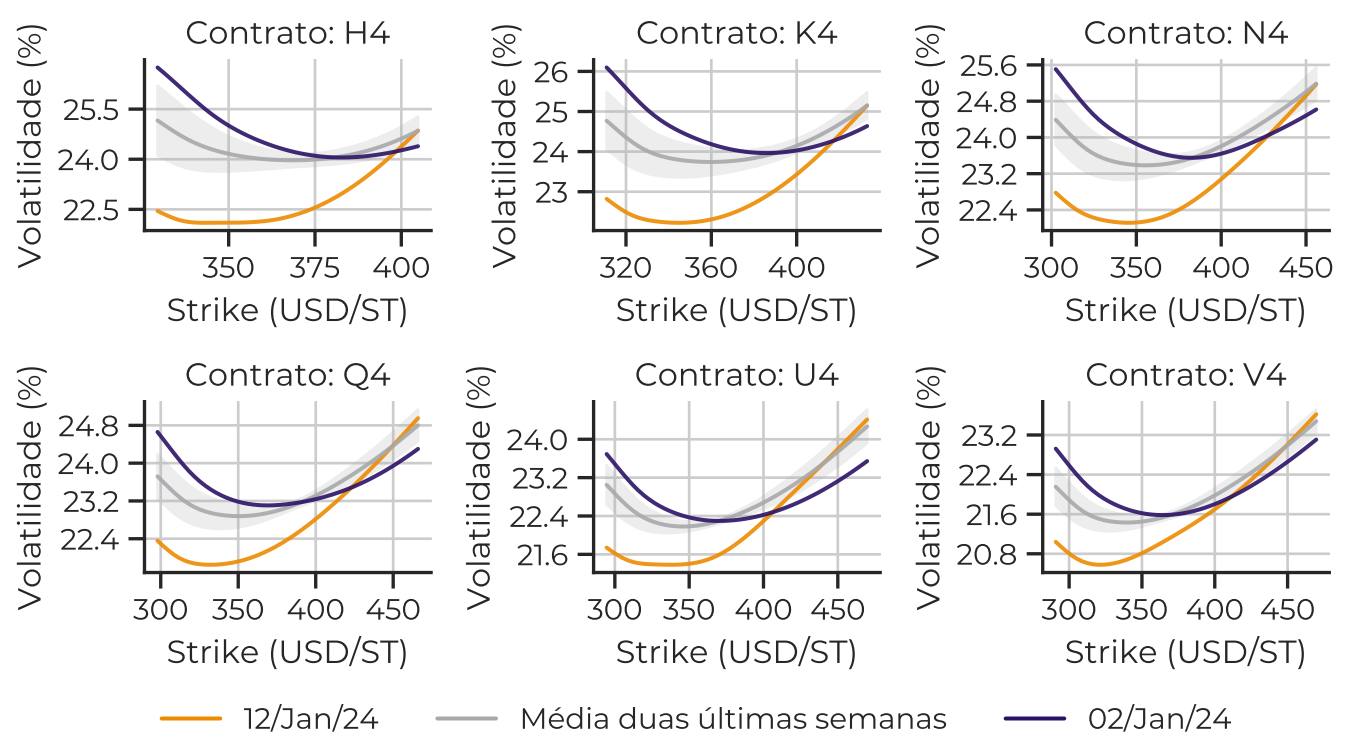 Contrato: H4
Volatilidade (%)
25.5
24.0
22.5
350 375 400
Strike (USD/ST)
Contrato: K4
Volatilidade (%)
26
25
24
23
320 360 400
Strike (USD/ST)
Contrato: N4
Volatilidade (%)
25.6
24.8
24.0
23.2
22.4
300 350 400 450
Strike (USD/ST)
Contrato: Q4
Volatilidade (%)
24.8
24.0
23.2
22.4
300 350 400 450
Strike (USD/ST)
Contrato: U4
Volatilidade (%)
24.0
23.2
22.4
21.6
300 350 400 450
Strike (USD/ST)
Contrato: V4
Volatilidade (%)
23.2
22.4
21.6
20.8
300 350 400 450
Strike (USD/ST)
12/Jan/24 Média duas últimas semanas 02/Jan/24